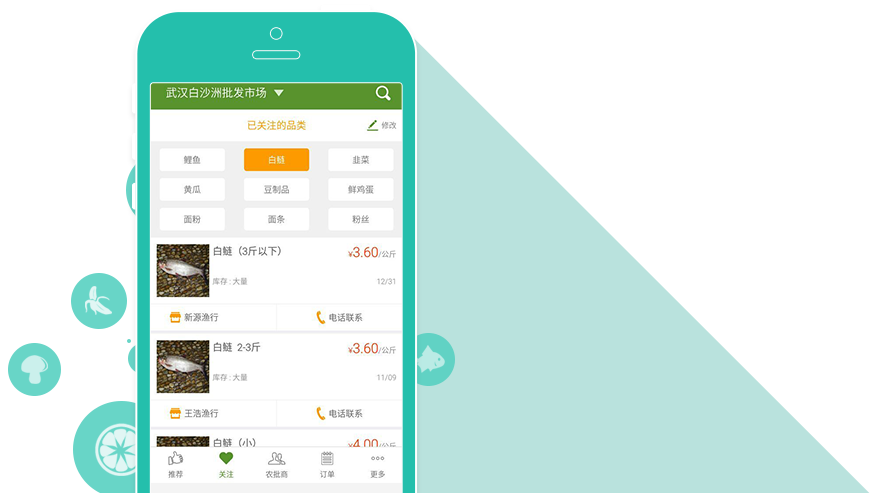 武汉白沙洲批发市场
已关注的品类 修改
鲤鱼 白鲢 韭菜
黄瓜 豆制品 鲜鸡蛋
面粉 面条 粉丝
白鲢（3斤以下） ¥3.60/公斤
库存：大量 12/31
新源渔行 电话联系
白鲢 2-3斤 ¥3.60/公斤
库存：大量 11/09
王浩渔行 电话联系
白鲢（小） ¥4.00/公斤
推荐 关注 农批商 订单 更多